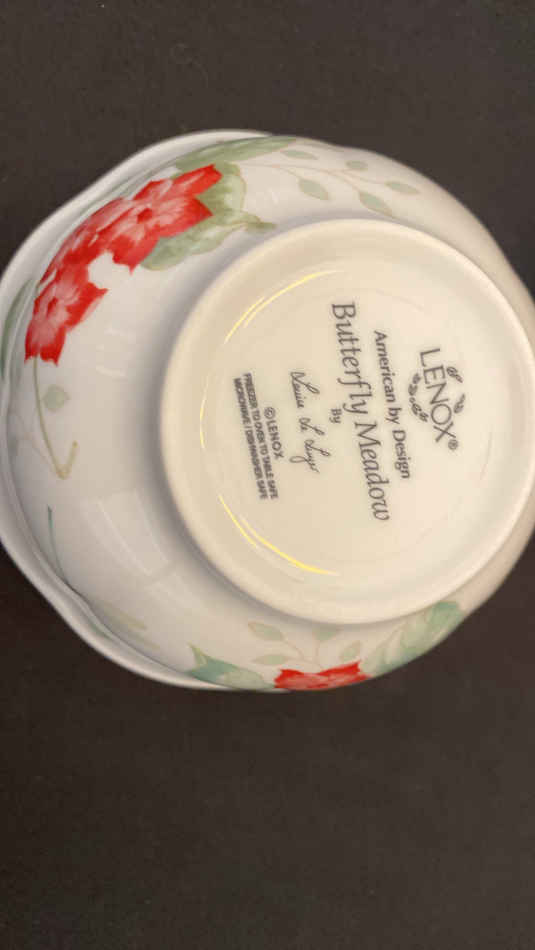 LENOX®
American by Design
Butterfly Meadow
By
Louise Le Luyer
©LENOX
FREEZER TO OVEN TO TABLE SAFE
MICROWAVE / DISHWASHER SAFE